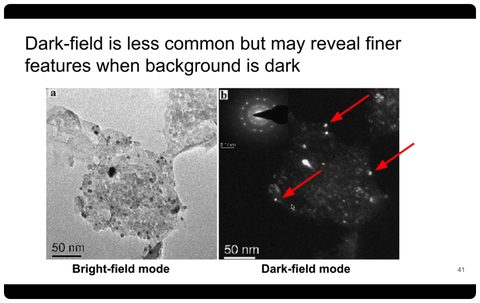 Dark-field is less common but may reveal finer
features when background is dark
a
b
50 nm
50 nm
Bright-field mode
Dark-field mode
41